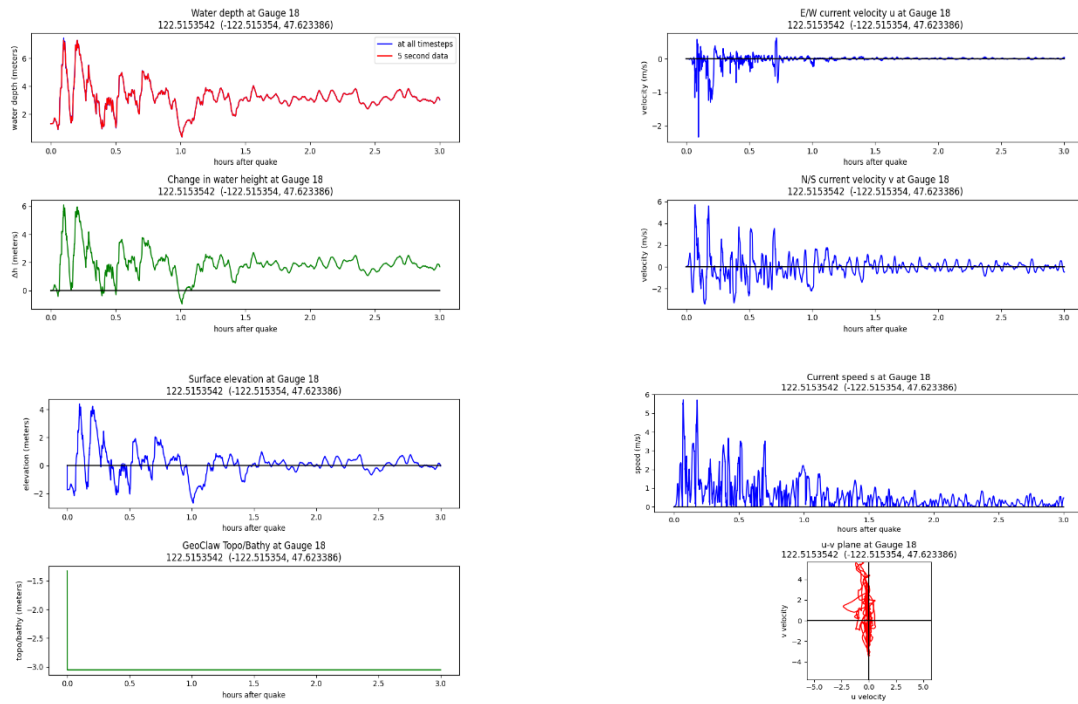 Water depth at Gauge 18
122.5153542 (-122.515354, 47.623386)
water depth (meters)
6
4
2
at all timesteps
5 second data
0.0 0.5 1.0 1.5 2.0 2.5 3.0
hours after quake
Change in water height at Gauge 18
122.5153542 (-122.515354, 47.623386)
Δh (meters)
6
4
2
0
0.0 0.5 1.0 1.5 2.0 2.5 3.0
hours after quake
Surface elevation at Gauge 18
122.5153542 (-122.515354, 47.623386)
elevation (meters)
4
2
0
−2
0.0 0.5 1.0 1.5 2.0 2.5 3.0
hours after quake
GeoClaw Topo/Bathy at Gauge 18
122.5153542 (-122.515354, 47.623386)
topo/bathy (meters)
−1.5
−2.0
−2.5
−3.0
0.0 0.5 1.0 1.5 2.0 2.5 3.0
hours after quake
E/W current velocity u at Gauge 18
122.5153542 (-122.515354, 47.623386)
velocity (m/s)
0
−1
−2
0.0 0.5 1.0 1.5 2.0 2.5 3.0
hours after quake
N/S current velocity v at Gauge 18
122.5153542 (-122.515354, 47.623386)
velocity (m/s)
6
4
2
0
−2
0.0 0.5 1.0 1.5 2.0 2.5 3.0
hours after quake
Current speed s at Gauge 18
122.5153542 (-122.515354, 47.623386)
speed (m/s)
6
5
4
3
2
1
0
0.0 0.5 1.0 1.5 2.0 2.5 3.0
hours after quake
u-v plane at Gauge 18
122.5153542 (-122.515354, 47.623386)
v velocity
4
2
0
−2
−4
−5.0 −2.5 0.0 2.5 5.0
u velocity